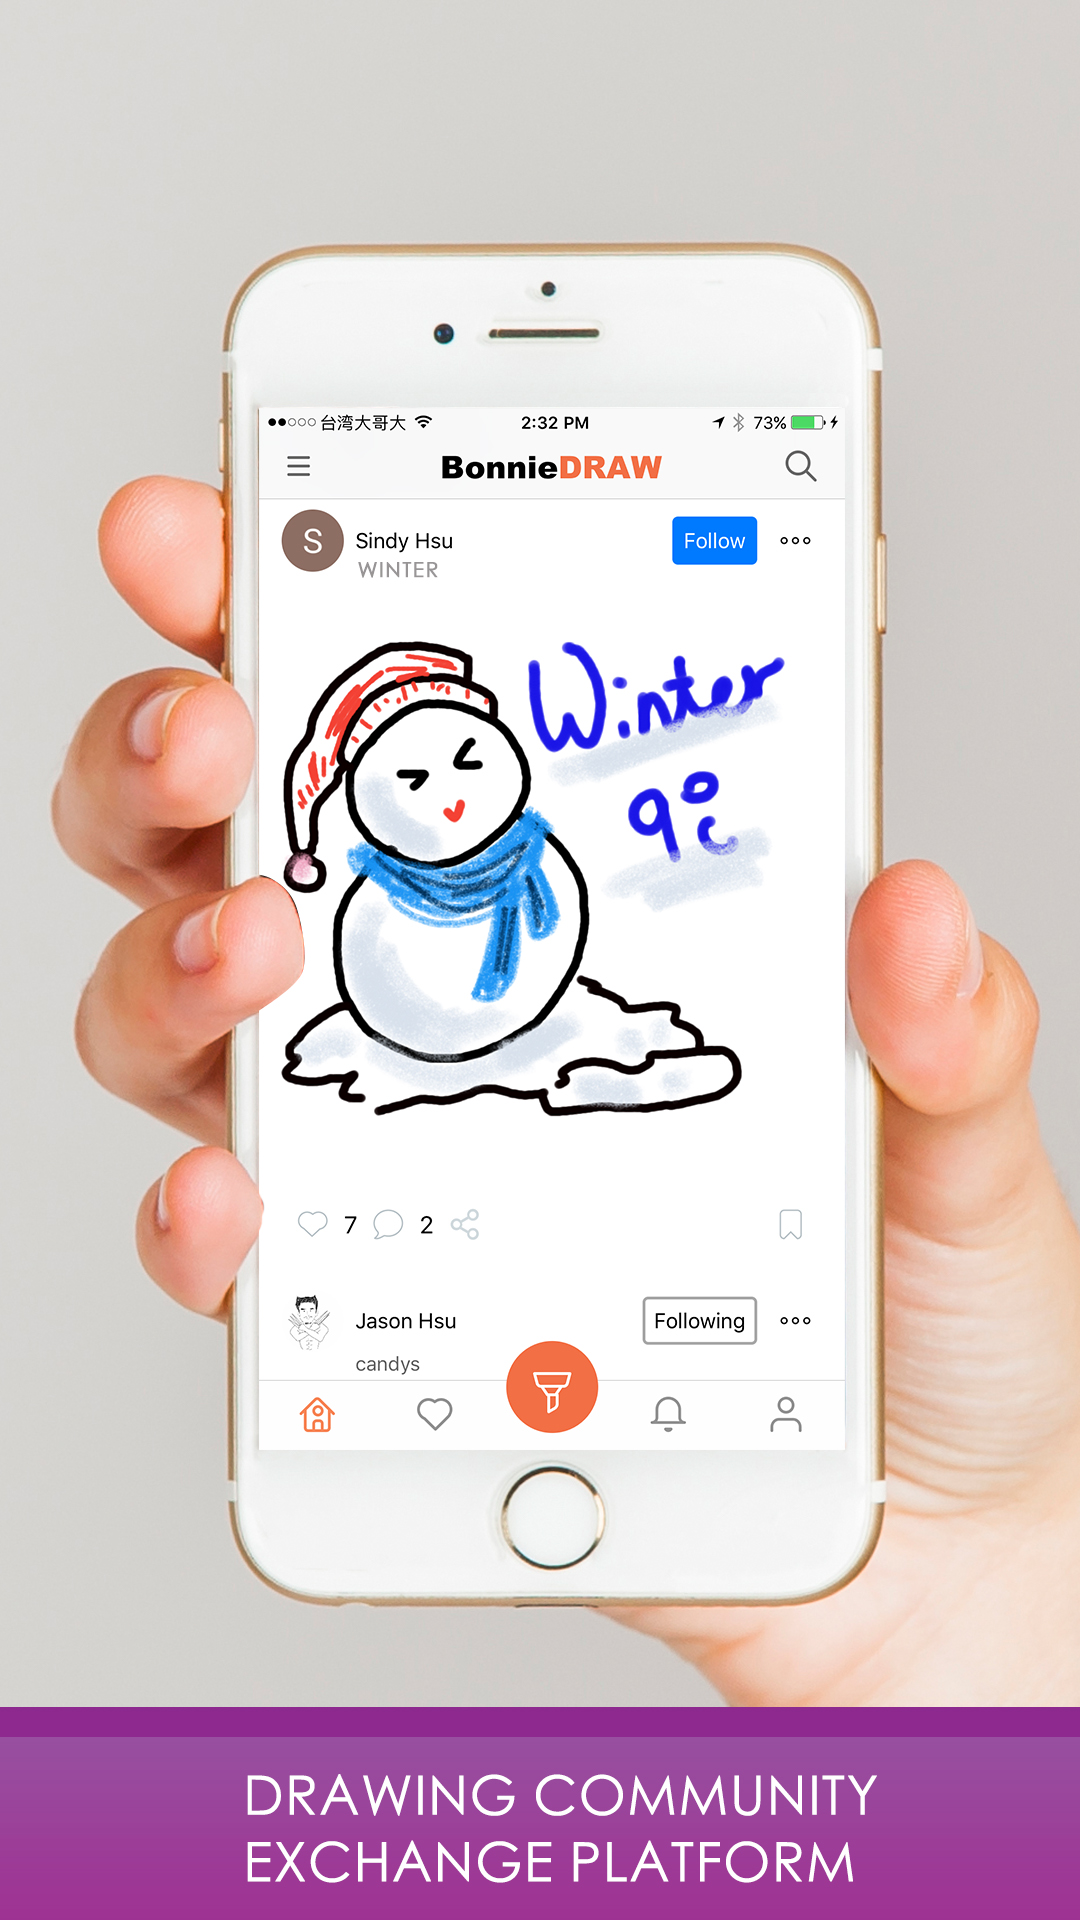 台湾大哥大 2:32 PM 73%
BonnieDRAW
S Sindy Hsu Follow
WINTER
Winter
9°C
7 2
Jason Hsu Following
candys
DRAWING COMMUNITY
EXCHANGE PLATFORM